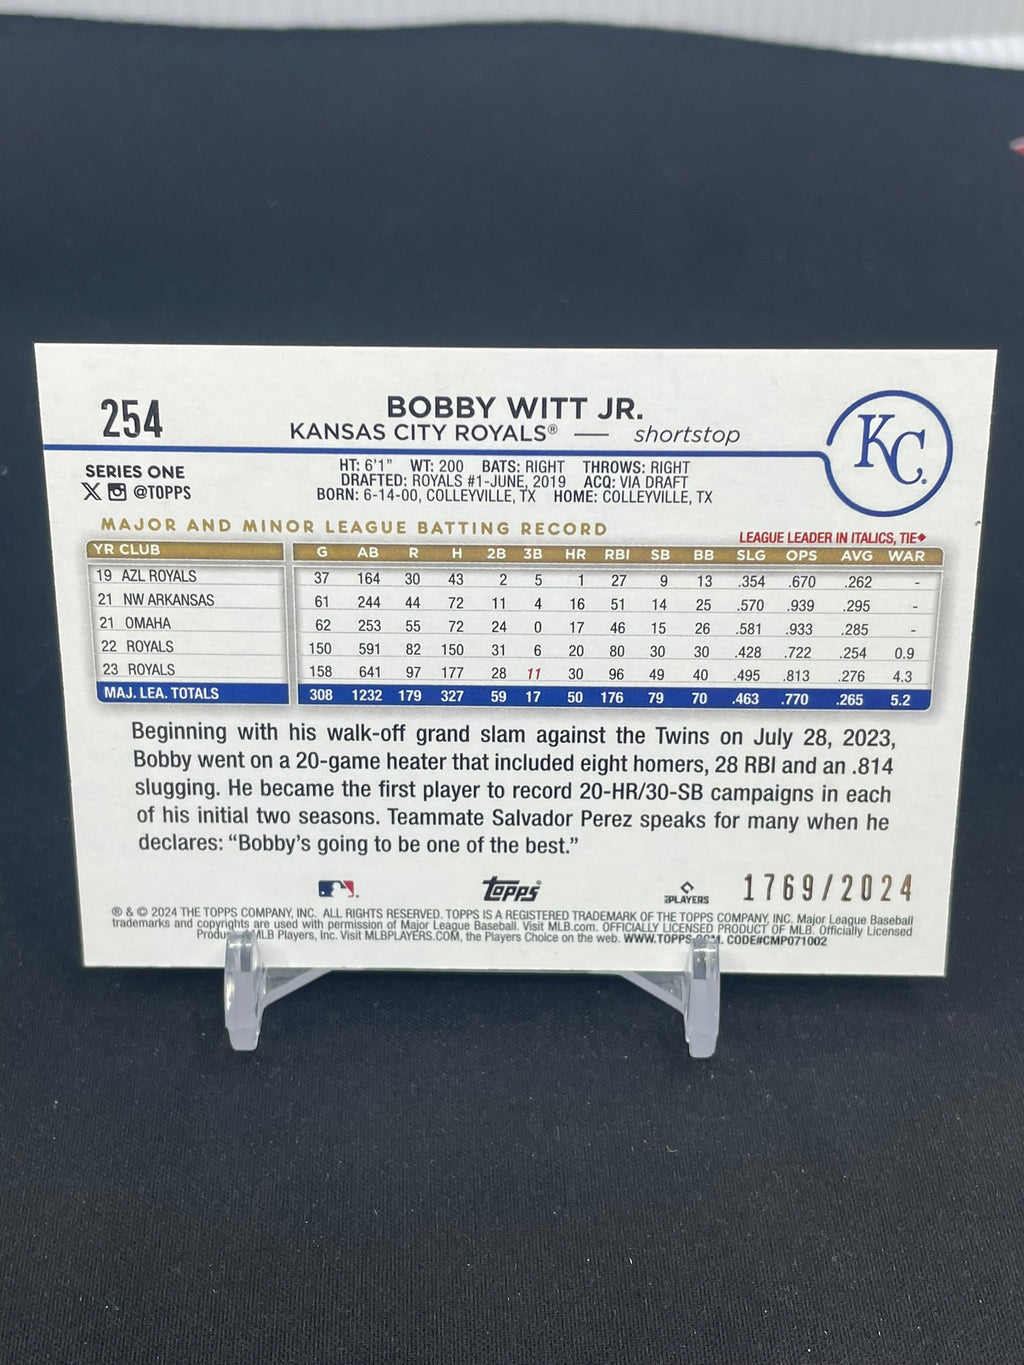 254
BOBBY WITT JR.
KANSAS CITY ROYALS® — shortstop
KC
SERIES ONE
@TOPPS
HT: 6'1" WT: 200 BATS: RIGHT THROWS: RIGHT
DRAFTED: ROYALS #1-JUNE, 2019 ACQ: VIA DRAFT
BORN: 6-14-00, COLLEYVILLE, TX HOME: COLLEYVILLE, TX
MAJOR AND MINOR LEAGUE BATTING RECORD
LEAGUE LEADER IN ITALICS, TIE◆
YR CLUB G AB R H 2B 3B HR RBI SB BB SLG OPS AVG WAR
19 AZL ROYALS 37 164 30 43 2 5 1 27 9 13 .354 .670 .262 -
21 NW ARKANSAS 61 244 44 72 11 4 16 51 14 25 .570 .939 .295 -
21 OMAHA 62 253 55 72 24 0 17 46 15 26 .581 .933 .285 -
22 ROYALS 150 591 82 150 31 6 20 80 30 30 .428 .722 .254 0.9
23 ROYALS 158 641 97 177 28 11 30 96 49 40 .495 .813 .276 4.3
MAJ. LEA. TOTALS 308 1232 179 327 59 17 50 176 79 70 .463 .770 .265 5.2
Beginning with his walk-off grand slam against the Twins on July 28, 2023,
Bobby went on a 20-game heater that included eight homers, 28 RBI and an .814
slugging. He became the first player to record 20-HR/30-SB campaigns in each
of his initial two seasons. Teammate Salvador Perez speaks for many when he
declares: “Bobby’s going to be one of the best.”
Topps
PLAYERS
1769/2024
® & © 2024 THE TOPPS COMPANY, INC. ALL RIGHTS RESERVED. TOPPS IS A REGISTERED TRADEMARK OF THE TOPPS COMPANY, INC. Major League Baseball
trademarks and copyrights are used with permission of Major League Baseball. Visit MLB.com. OFFICIALLY LICENSED PRODUCT OF MLB. Officially Licensed
MLB Players, Inc. Visit MLBPLAYERS.COM, the Players Choice on the web. WWW.TOPPS CODE#CMP071002